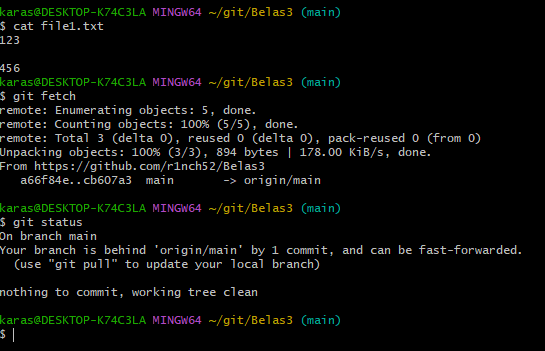 karas@DESKTOP-K74C3LA MINGW64 ~/git/Belas3 (main)
$ cat file1.txt
123

456
karas@DESKTOP-K74C3LA MINGW64 ~/git/Belas3 (main)
$ git fetch
remote: Enumerating objects: 5, done.
remote: Counting objects: 100% (5/5), done.
remote: Total 3 (delta 0), reused 0 (delta 0), pack-reused 0 (from 0)
Unpacking objects: 100% (3/3), 894 bytes | 178.00 KiB/s, done.
From https://github.com/r1nch52/Belas3
   a66f84e..cb607a3  main       -> origin/main

karas@DESKTOP-K74C3LA MINGW64 ~/git/Belas3 (main)
$ git status
On branch main
Your branch is behind 'origin/main' by 1 commit, and can be fast-forwarded.
  (use "git pull" to update your local branch)

nothing to commit, working tree clean

karas@DESKTOP-K74C3LA MINGW64 ~/git/Belas3 (main)
$